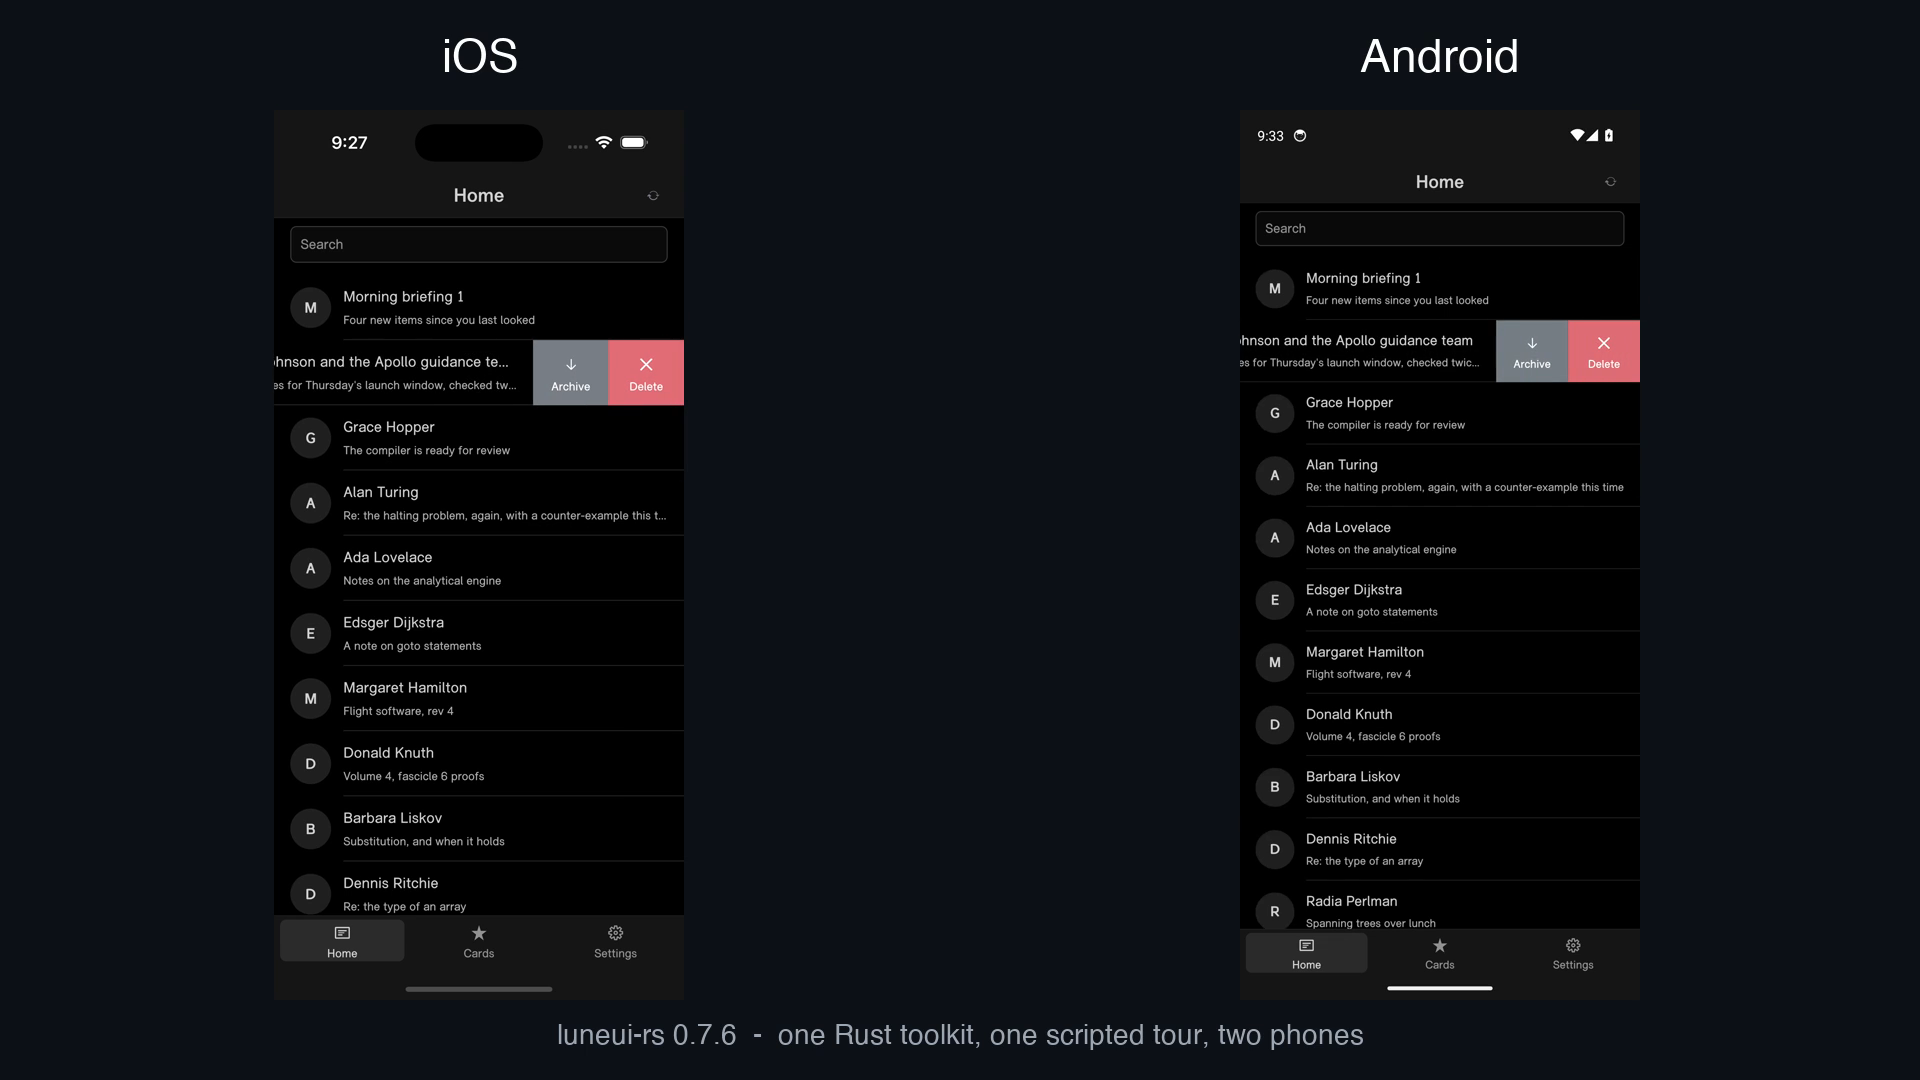 iOS
Android
9:27
Home
Search
M
Morning briefing 1
Four new items since you last looked
ohnson and the Apollo guidance te...
es for Thursday's launch window, checked tw...
Archive
Delete
G
Grace Hopper
The compiler is ready for review
A
Alan Turing
Re: the halting problem, again, with a counter-example this t...
A
Ada Lovelace
Notes on the analytical engine
E
Edsger Dijkstra
A note on goto statements
M
Margaret Hamilton
Flight software, rev 4
D
Donald Knuth
Volume 4, fascicle 6 proofs
B
Barbara Liskov
Substitution, and when it holds
D
Dennis Ritchie
Re: the type of an array
Home
Cards
Settings
9:33
Home
Search
M
Morning briefing 1
Four new items since you last looked
ohnson and the Apollo guidance team
es for Thursday's launch window, checked twic...
Archive
Delete
G
Grace Hopper
The compiler is ready for review
A
Alan Turing
Re: the halting problem, again, with a counter-example this time
A
Ada Lovelace
Notes on the analytical engine
E
Edsger Dijkstra
A note on goto statements
M
Margaret Hamilton
Flight software, rev 4
D
Donald Knuth
Volume 4, fascicle 6 proofs
B
Barbara Liskov
Substitution, and when it holds
D
Dennis Ritchie
Re: the type of an array
R
Radia Perlman
Spanning trees over lunch
Home
Cards
Settings
luneui-rs 0.7.6 - one Rust toolkit, one scripted tour, two phones